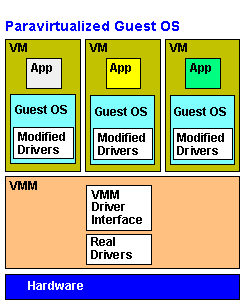 Paravirtualized Guest OS
VM VM VM
App App App
Guest OS Guest OS Guest OS
Modified Modified Modified
Drivers Drivers Drivers
VMM
VMM
Driver
Interface
Real
Drivers
Hardware